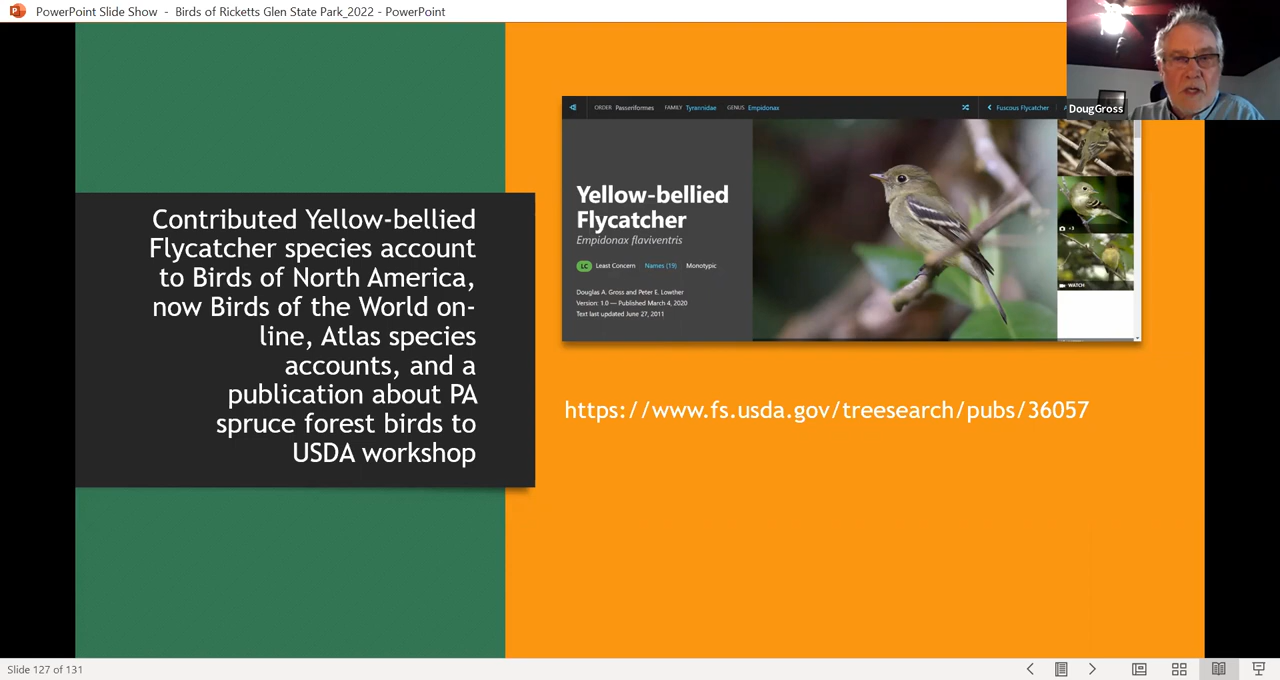 PowerPoint Slide Show - Birds of Ricketts Glen State Park_2022 - PowerPoint
DougGross
ORDER Passeriformes FAMILY Tyrannidae GENUS Empidonax
Fuscous Flycatcher
Yellow-bellied
Flycatcher
Empidonax flaviventris
LC Least Concern Names (19) Monotypic
Douglas A. Gross and Peter E. Lowther
Version: 1.0 — Published March 4, 2020
Text last updated June 27, 2011
WATCH
Contributed Yellow-bellied
Flycatcher species account
to Birds of North America,
now Birds of the World on-
line, Atlas species
accounts, and a
publication about PA
spruce forest birds to
USDA workshop
https://www.fs.usda.gov/treesearch/pubs/36057
Slide 127 of 131